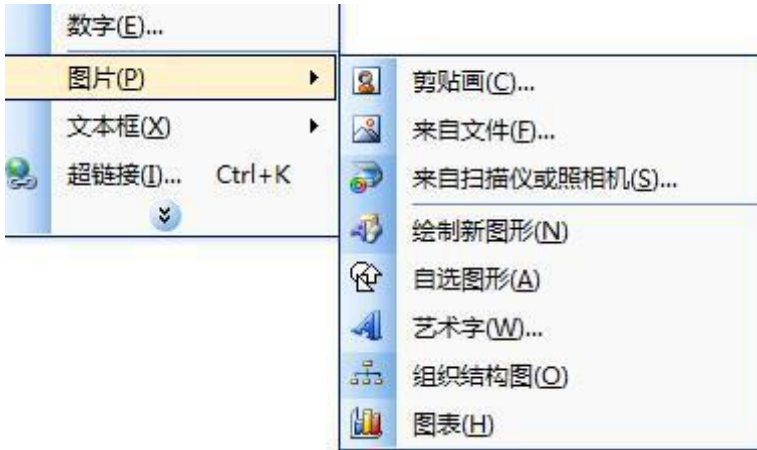 数字(E)...
图片(P)
文本框(X)
超链接(I)... Ctrl+K
剪贴画(C)...
来自文件(F)...
来自扫描仪或照相机(S)...
绘制新图形(N)
自选图形(A)
艺术字(W)...
组织结构图(O)
图表(H)